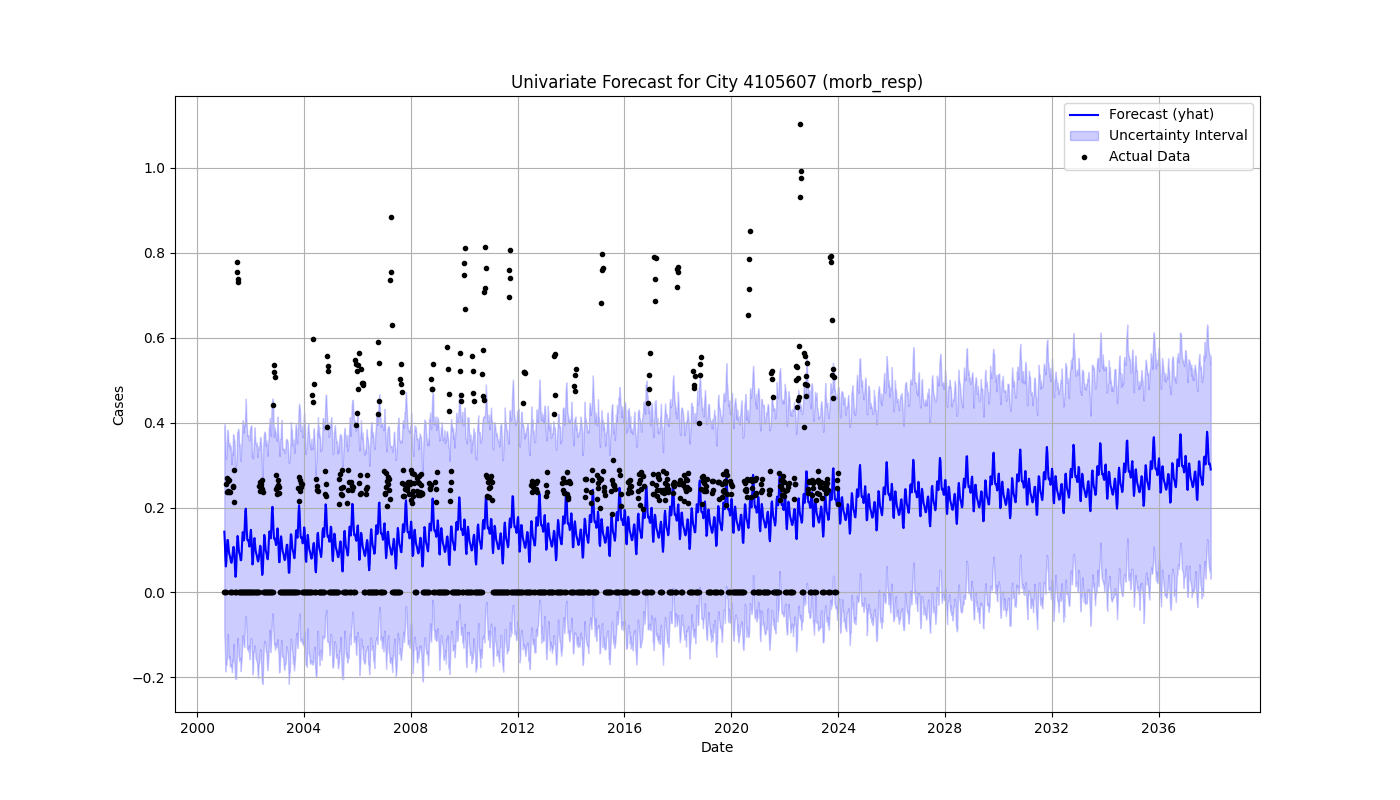 Univariate Forecast for City 4105607 (morb_resp)
Forecast (yhat)
Uncertainty Interval
Actual Data
Cases
1.0
0.8
0.6
0.4
0.2
0.0
−0.2
2000 2004 2008 2012 2016 2020 2024 2028 2032 2036
Date